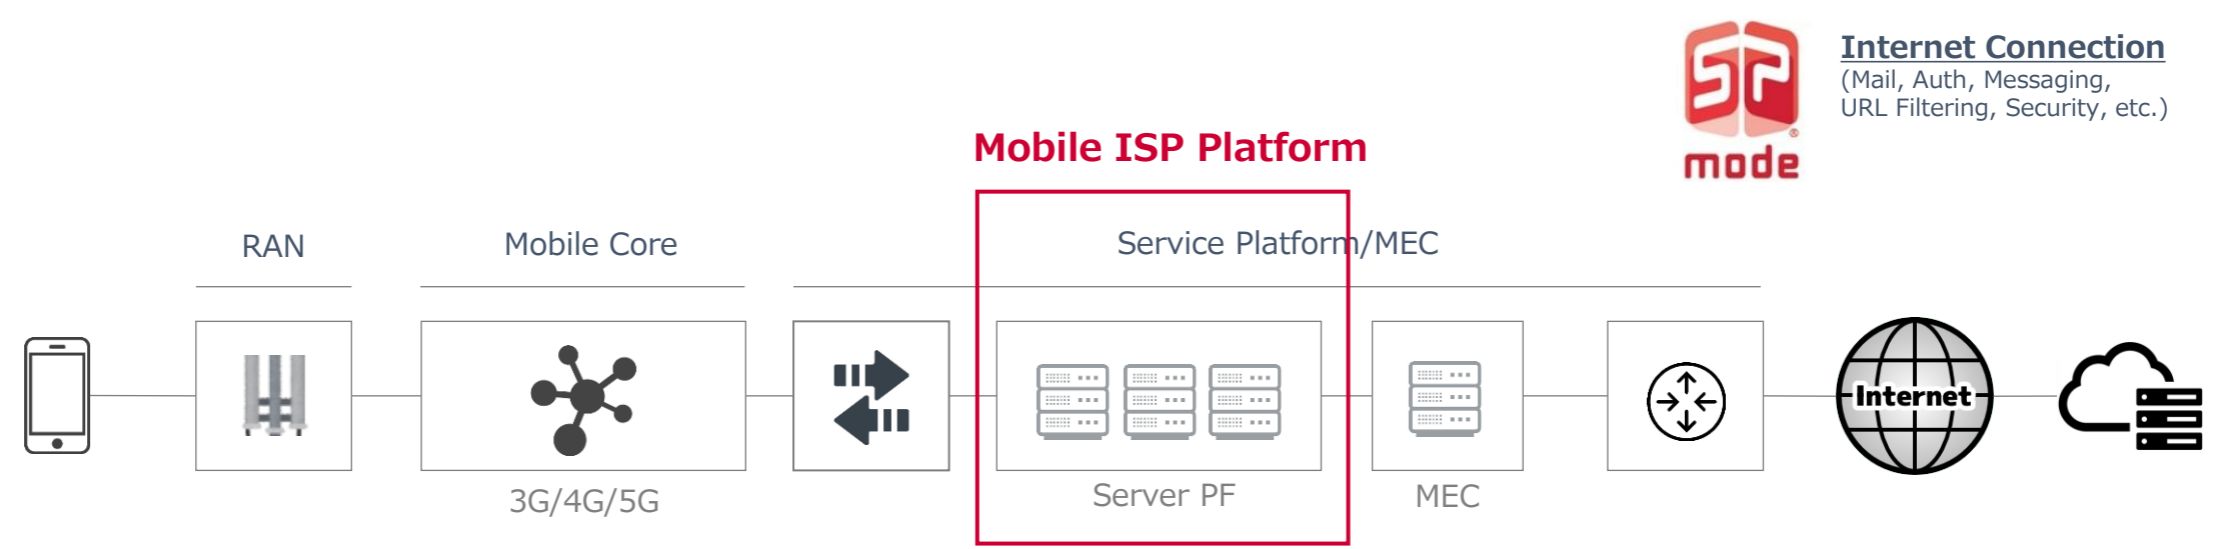 SP
mode
®
Internet Connection
(Mail, Auth, Messaging,
URL Filtering, Security, etc.)
Mobile ISP Platform
RAN
Mobile Core
Service Platform/MEC
Internet
3G/4G/5G
Server PF
MEC